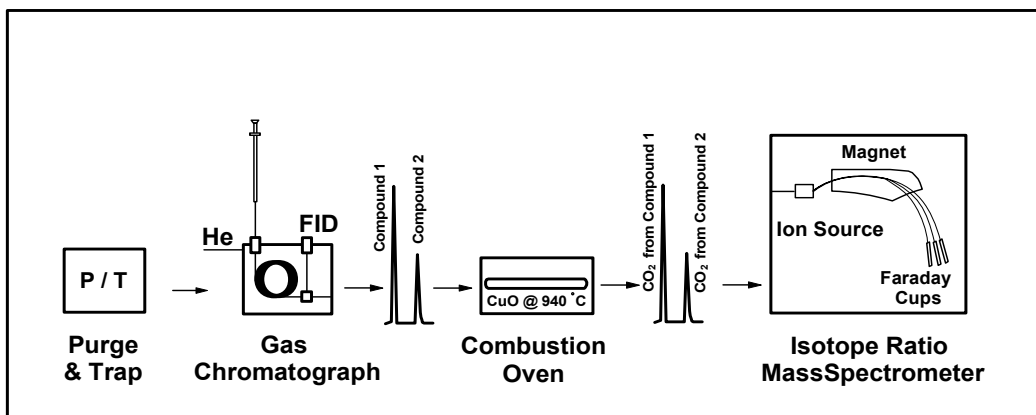 P / T
Purge
& Trap
He
FID
Gas
Chromatograph
Compound 1
Compound 2
CuO @ 940 °C
Combustion
Oven
CO₂ from Compound 1
CO₂ from Compound 2
Magnet
Ion Source
Faraday
Cups
Isotope Ratio
MassSpectrometer